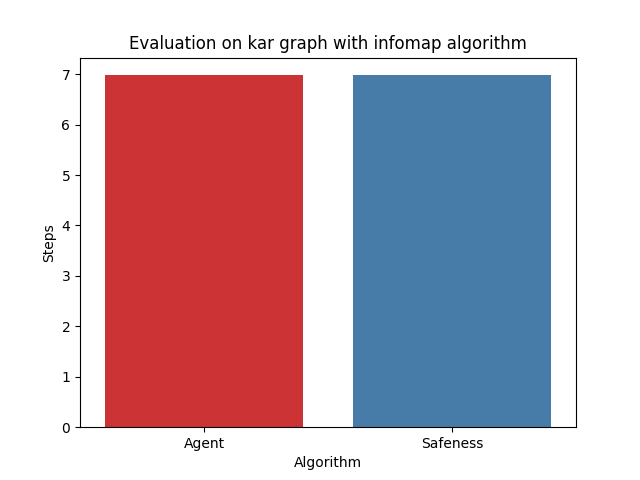 Evaluation on kar graph with infomap algorithm
7
6
5
4
3
2
1
0
Steps
Agent
Safeness
Algorithm